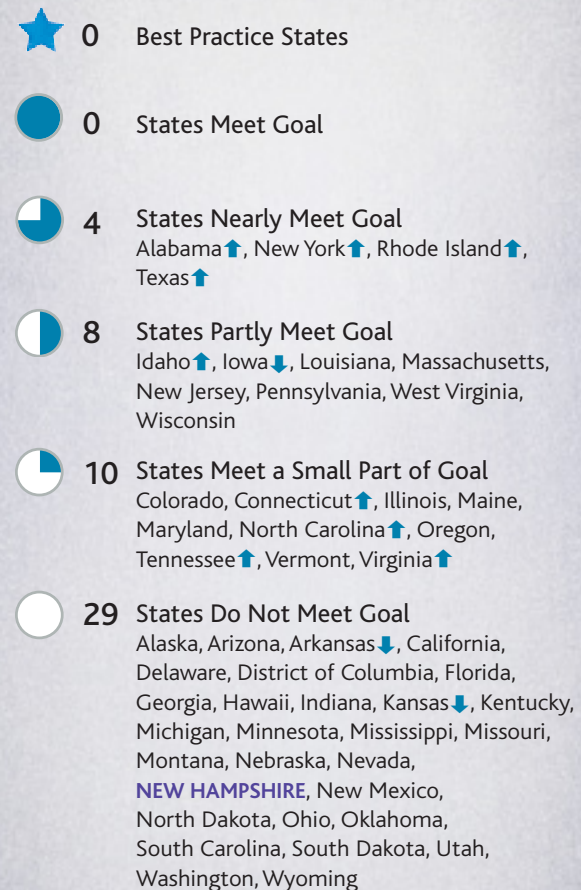 0 Best Practice States
0 States Meet Goal
4 States Nearly Meet Goal
Alabama⬆, New York⬆, Rhode Island⬆,
Texas⬆
8 States Partly Meet Goal
Idaho⬆, Iowa⬇, Louisiana, Massachusetts,
New Jersey, Pennsylvania, West Virginia,
Wisconsin
10 States Meet a Small Part of Goal
Colorado, Connecticut⬆, Illinois, Maine,
Maryland, North Carolina⬆, Oregon,
Tennessee⬆, Vermont, Virginia⬆
29 States Do Not Meet Goal
Alaska, Arizona, Arkansas⬇, California,
Delaware, District of Columbia, Florida,
Georgia, Hawaii, Indiana, Kansas⬇, Kentucky,
Michigan, Minnesota, Mississippi, Missouri,
Montana, Nebraska, Nevada,
NEW HAMPSHIRE, New Mexico,
North Dakota, Ohio, Oklahoma,
South Carolina, South Dakota, Utah,
Washington, Wyoming